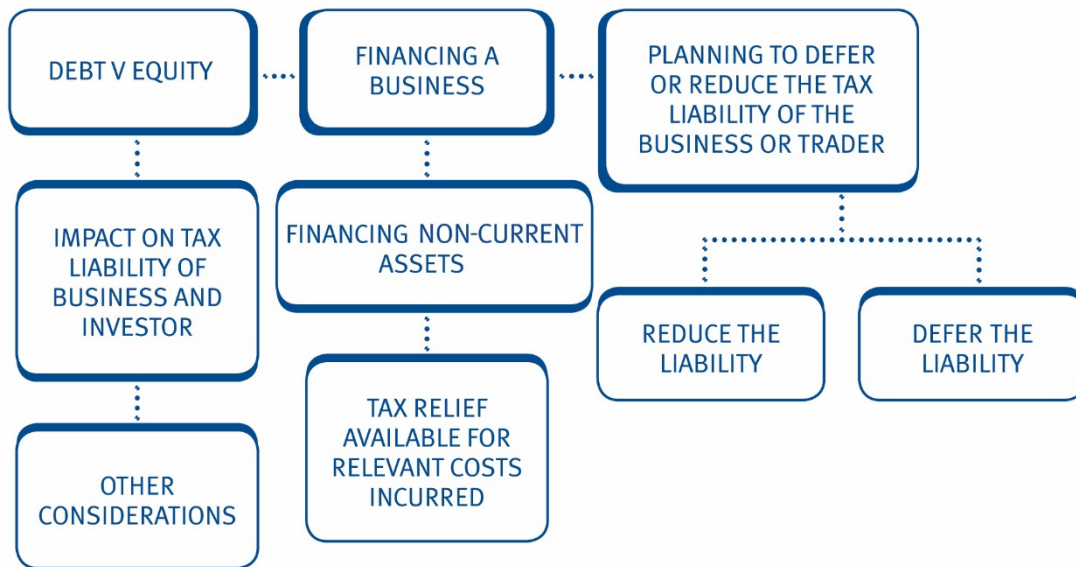 DEBT V EQUITY
FINANCING A
BUSINESS
PLANNING TO DEFER
OR REDUCE THE TAX
LIABILITY OF THE
BUSINESS OR TRADER
IMPACT ON TAX
LIABILITY OF
BUSINESS AND
INVESTOR
FINANCING NON-CURRENT
ASSETS
REDUCE THE
LIABILITY
DEFER THE
LIABILITY
OTHER
CONSIDERATIONS
TAX RELIEF
AVAILABLE FOR
RELEVANT COSTS
INCURRED